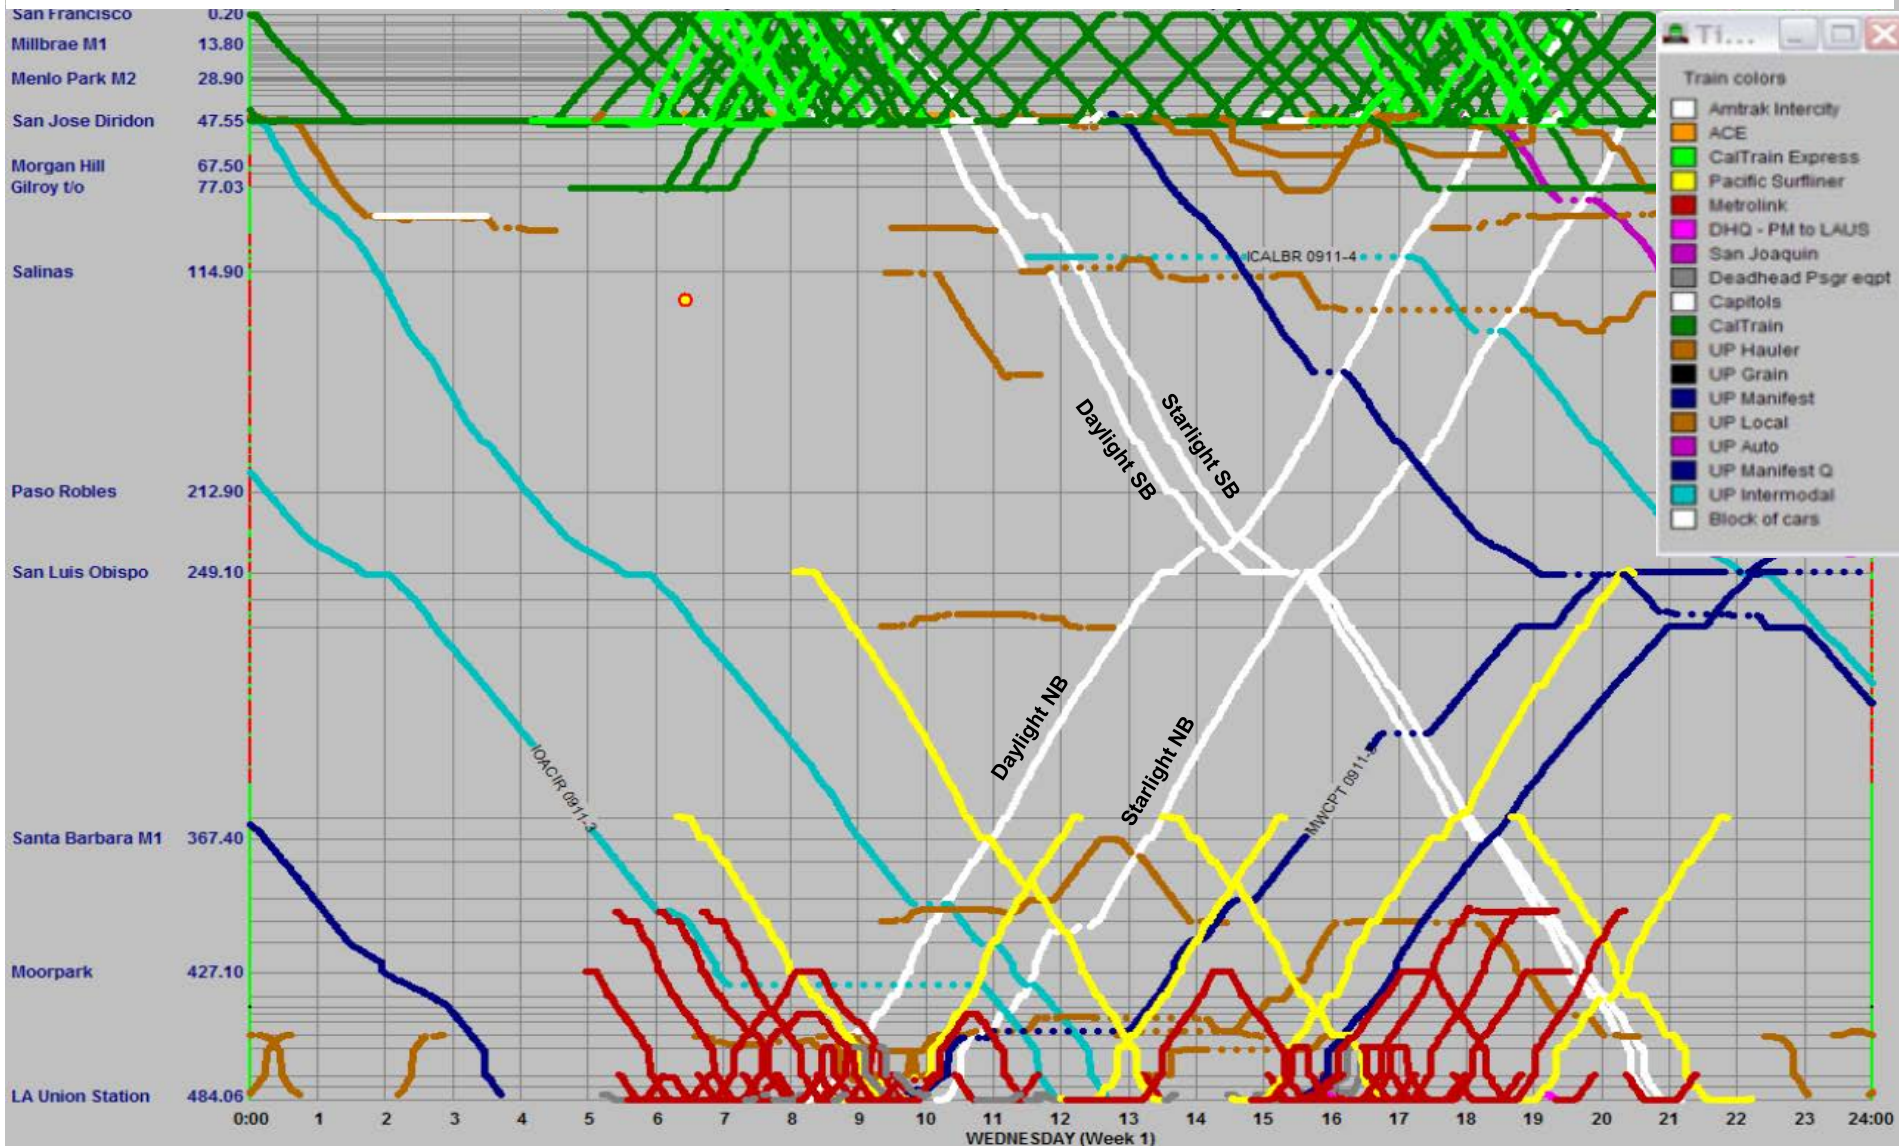 San Francisco 0.20
Millbrae M1 13.80
Menlo Park M2 28.90
San Jose Diridon 47.55
Morgan Hill 67.50
Gilroy t/o 77.03
Salinas 114.90
Paso Robles 212.90
San Luis Obispo 249.10
Santa Barbara M1 367.40
Moorpark 427.10
LA Union Station 484.06
ICALBR 0911-4
Daylight SB
Starlight SB
Daylight NB
Starlight NB
IOACIR 0911-3
MWCPT 0911-3
Ti...
Train colors
Amtrak Intercity
ACE
CalTrain Express
Pacific Surfliner
Metrolink
DHQ - PM to LAUS
San Joaquin
Deadhead Psgr eqpt
Capitols
CalTrain
UP Hauler
UP Grain
UP Manifest
UP Local
UP Auto
UP Manifest Q
UP Intermodal
Block of cars
0:00 1 2 3 4 5 6 7 8 9 10 11 12 13 14 15 16 17 18 19 20 21 22 23 24:00
WEDNESDAY (Week 1)